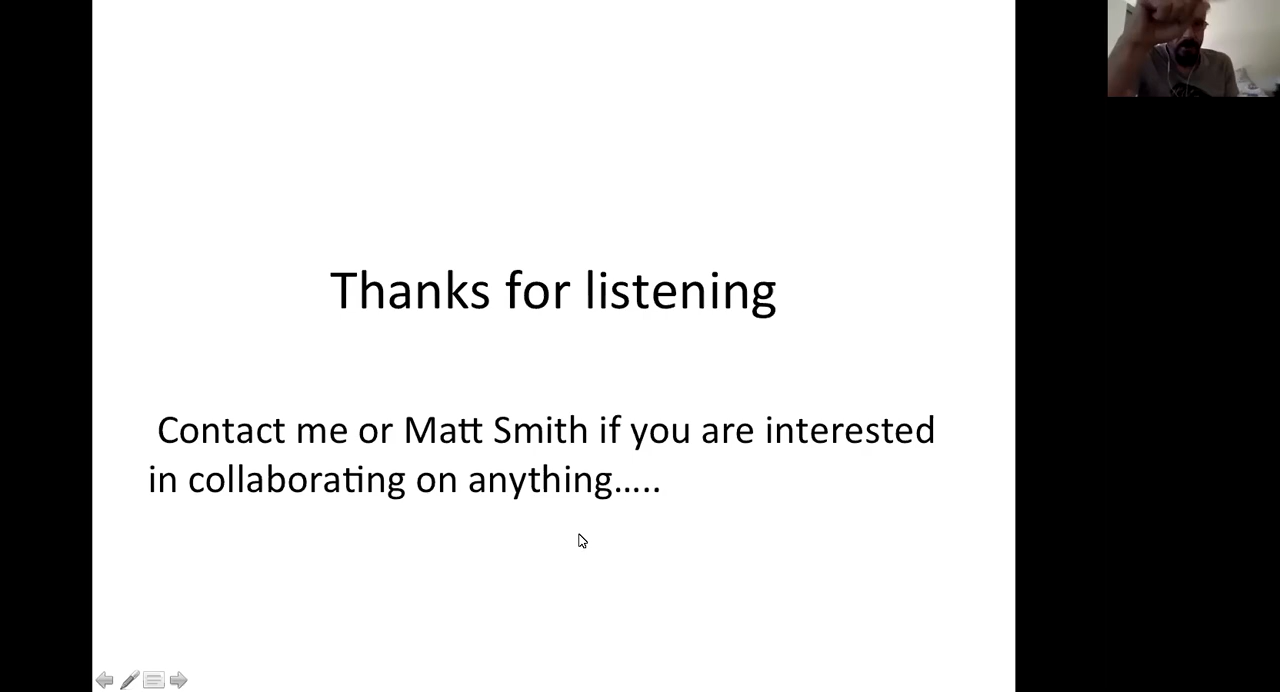 Thanks for listening
Contact me or Matt Smith if you are interested
in collaborating on anything…..